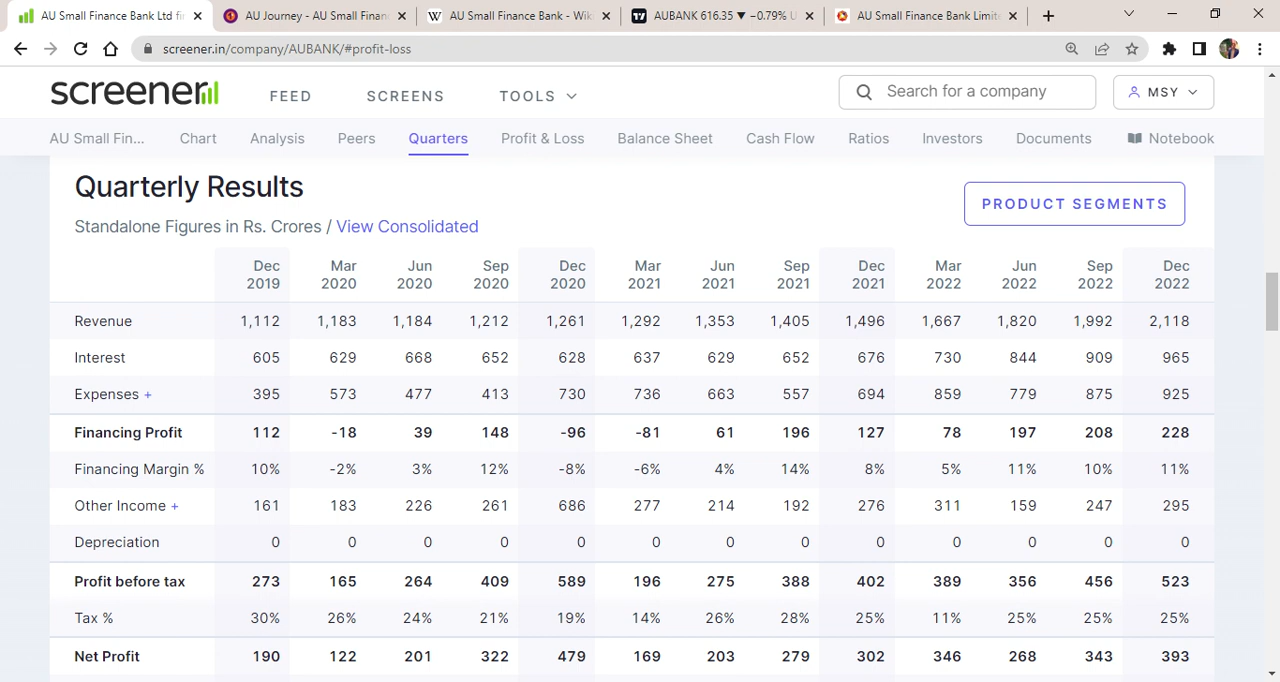 AU Small Finance Bank Ltd fin
AU Journey - AU Small Finan
AU Small Finance Bank - Wik
AUBANK 616.35 ▼ −0.79% U
AU Small Finance Bank Limite
screener.in/company/AUBANK/#profit-loss
screener
FEED
SCREENS
TOOLS
Search for a company
MSY
AU Small Fin...
Chart
Analysis
Peers
Quarters
Profit & Loss
Balance Sheet
Cash Flow
Ratios
Investors
Documents
Notebook
Quarterly Results
PRODUCT SEGMENTS
Standalone Figures in Rs. Crores / View Consolidated
Dec Mar Jun Sep Dec Mar Jun Sep Dec Mar Jun Sep Dec
2019 2020 2020 2020 2020 2021 2021 2021 2021 2022 2022 2022 2022
Revenue 1,112 1,183 1,184 1,212 1,261 1,292 1,353 1,405 1,496 1,667 1,820 1,992 2,118
Interest 605 629 668 652 628 637 629 652 676 730 844 909 965
Expenses + 395 573 477 413 730 736 663 557 694 859 779 875 925
Financing Profit 112 -18 39 148 -96 -81 61 196 127 78 197 208 228
Financing Margin % 10% -2% 3% 12% -8% -6% 4% 14% 8% 5% 11% 10% 11%
Other Income + 161 183 226 261 686 277 214 192 276 311 159 247 295
Depreciation 0 0 0 0 0 0 0 0 0 0 0 0 0
Profit before tax 273 165 264 409 589 196 275 388 402 389 356 456 523
Tax % 30% 26% 24% 21% 19% 14% 26% 28% 25% 11% 25% 25% 25%
Net Profit 190 122 201 322 479 169 203 279 302 346 268 343 393